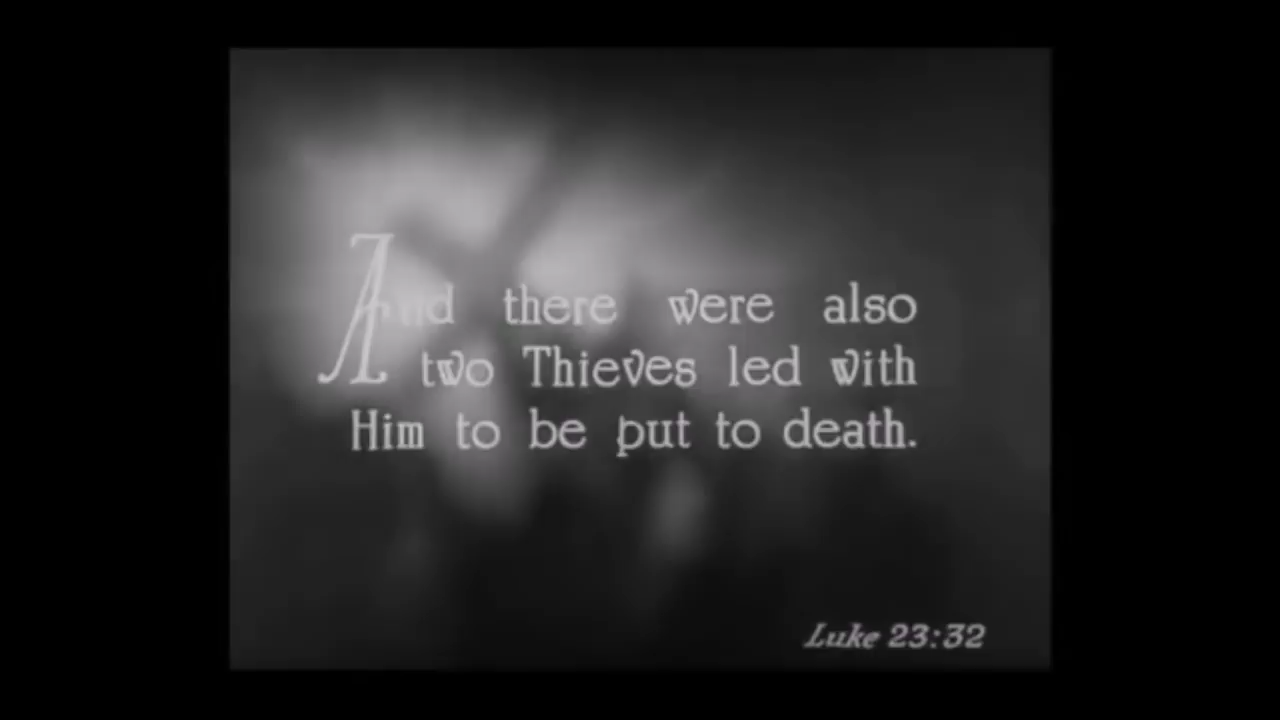 And there were also
two Thieves led with
Him to be put to death.
Luke 23:32